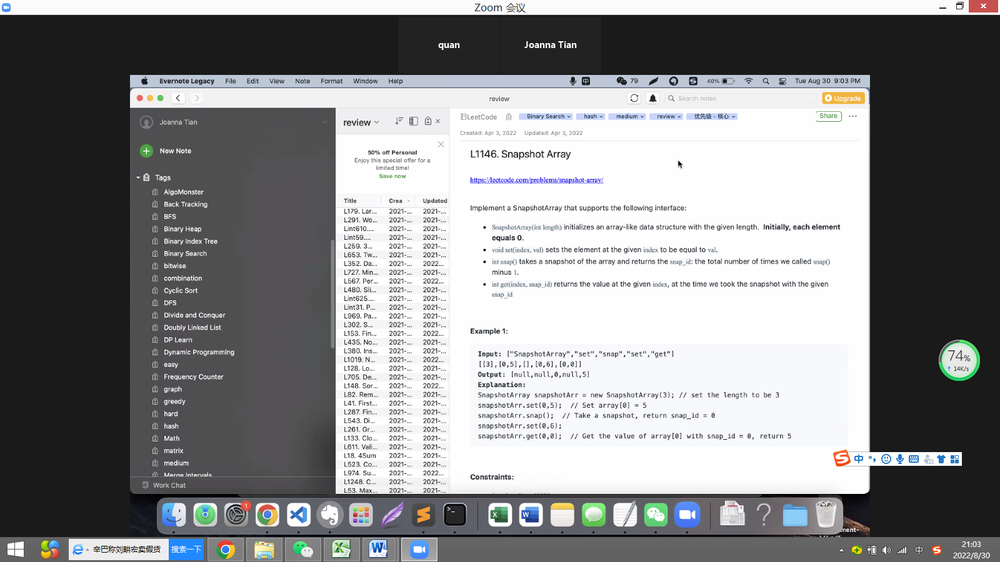 Zoom 会议
quan
Joanna Tian
Evernote Legacy File Edit View Note Format Window Help
中 79 40% Tue Aug 30 9:03 PM
review
Search notes
Upgrade
Joanna Tian
New Note
Tags
AlgoMonster
Back Tracking
BFS
Binary Heap
Binary Index Tree
Binary Search
bitwise
combination
Cyclic Sort
DFS
Divide and Conquer
Doubly Linked List
DP Learn
Dynamic Programming
easy
Frequency Counter
graph
greedy
hard
hash
Math
matrix
medium
Merge Intervals
Work Chat
review
50% off Personal
Enjoy this special offer for a
limited time!
Save now
Title Crea Updated
L179. Lar... 2021-... 2021-...
L291. Wo... 2021-... 2021-...
Lint610.... 2021-... 2021-...
Lint59.... 2021-... 2021-...
L259. 3... 2021-... 2021-...
L653. Tw... 2021-... 2021-...
L352. Da... 2021-... 2022...
L727. Min... 2021-... 2021-...
L567. Per... 2021-... 2022...
L480. Sli... 2021-... 2021-...
Lint625.... 2021-... 2021-...
Lint31. P... 2021-... 2021-...
L969. Pa... 2021-... 2021-...
L302. S... 2021-... 2021-...
L153. Fin... 2021-... 2022...
L435. No... 2021-... 2021-...
L380. Ins... 2021-... 2021-...
L1019. N... 2021-... 2022...
L128. Lo... 2021-... 2021-...
L705. De... 2021-... 2021-...
L148. Sor... 2021-... 2022...
L82. Rem... 2021-... 2021-...
L41. First... 2021-... 2021-...
L287. Fin... 2021-... 2021-...
L543. Di... 2021-... 2021-...
L261. Gr... 2021-... 2021-...
L133. Clo... 2021-... 2021-...
L611. Vali... 2021-... 2021-...
L18. 4Sum 2021-... 2021-...
L523. Co... 2021-... 2021-...
L974. Su... 2021-... 2022...
L1248. C... 2021-... 2021-...
L53. Max... 2021-... 2021-...
LeetCode Binary Search hash medium review 优先级 - 核心 Share
Created: Apr 3, 2022 Updated: Apr 3, 2022
L1146. Snapshot Array
https://leetcode.com/problems/snapshot-array/
Implement a SnapshotArray that supports the following interface:
• SnapshotArray(int length) initializes an array-like data structure with the given length. Initially, each element
equals 0.
• void set(index, val) sets the element at the given index to be equal to val.
• int snap() takes a snapshot of the array and returns the snap_id: the total number of times we called snap()
minus 1.
• int get(index, snap_id) returns the value at the given index, at the time we took the snapshot with the given
snap_id
Example 1:
Input: ["SnapshotArray","set","snap","set","get"]
[[3],[0,5],[],[0,6],[0,0]]
Output: [null,null,0,null,5]
Explanation:
SnapshotArray snapshotArr = new SnapshotArray(3); // set the length to be 3
snapshotArr.set(0,5); // Set array[0] = 5
snapshotArr.snap(); // Take a snapshot, return snap_id = 0
snapshotArr.set(0,6);
snapshotArr.get(0,0); // Get the value of array[0] with snap_id = 0, return 5
Constraints:
74%
14K/s
中
1
辛巴称刘畊宏卖假货 搜索一下
中
21:03
2022/8/30